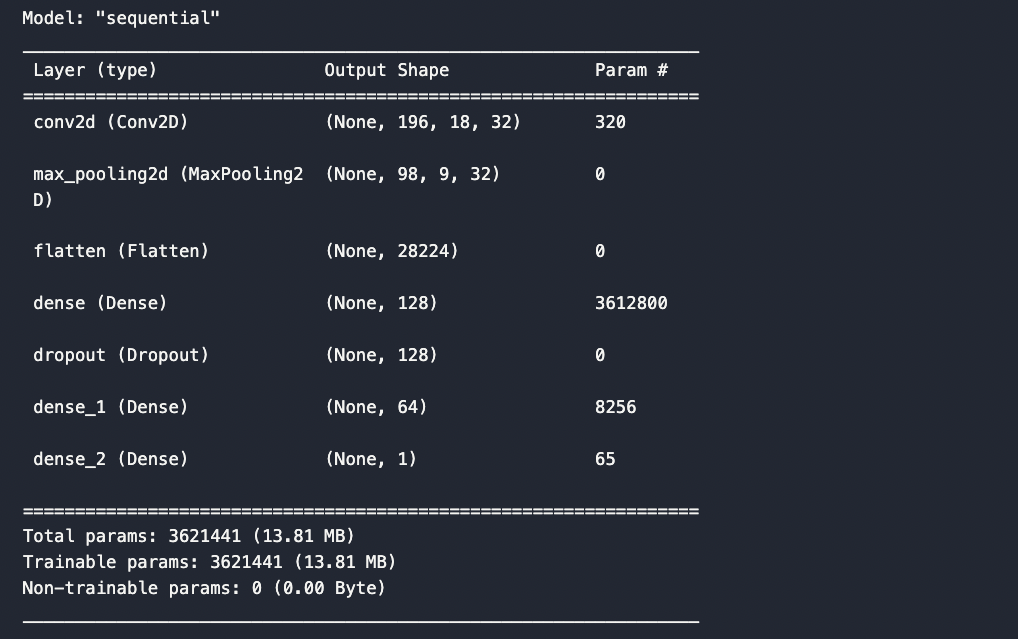 Model: "sequential"
_________________________________________________________________
Layer (type) Output Shape Param #
=================================================================
conv2d (Conv2D) (None, 196, 18, 32) 320
max_pooling2d (MaxPooling2 (None, 98, 9, 32) 0
D)
flatten (Flatten) (None, 28224) 0
dense (Dense) (None, 128) 3612800
dropout (Dropout) (None, 128) 0
dense_1 (Dense) (None, 64) 8256
dense_2 (Dense) (None, 1) 65
=================================================================
Total params: 3621441 (13.81 MB)
Trainable params: 3621441 (13.81 MB)
Non-trainable params: 0 (0.00 Byte)
_________________________________________________________________